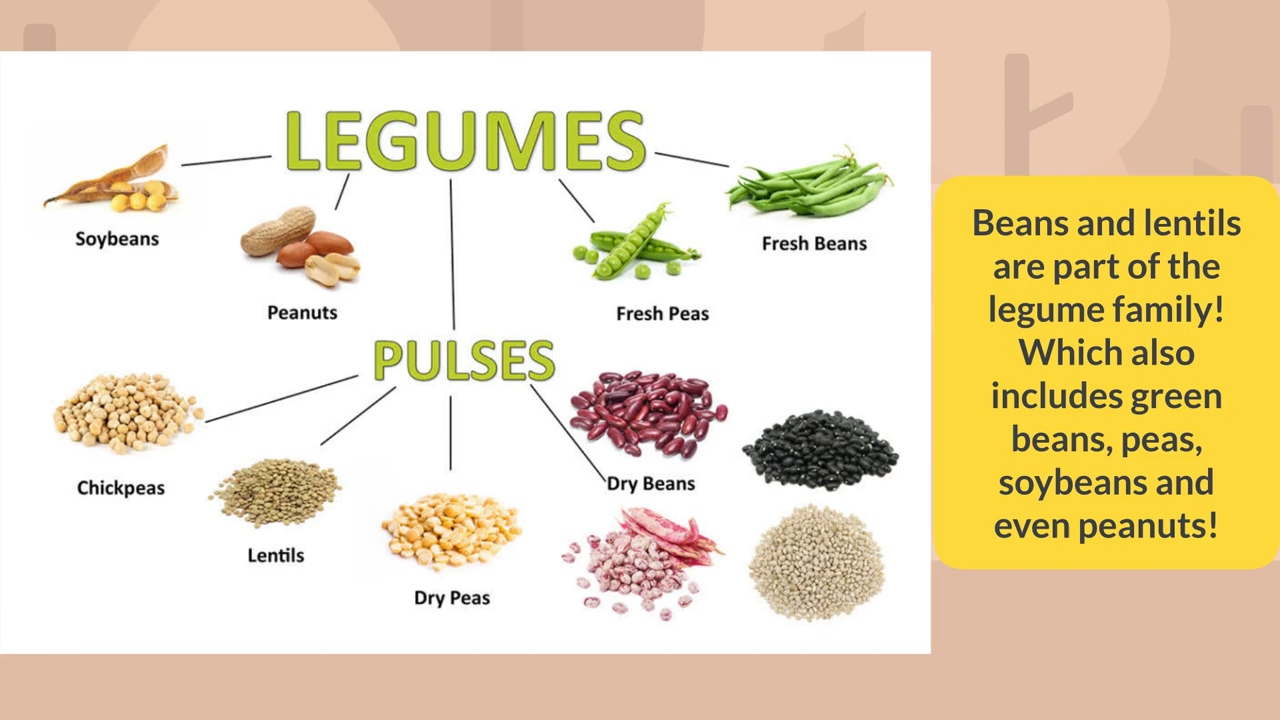 LEGUMES
Soybeans
Peanuts
Fresh Peas
Fresh Beans
PULSES
Chickpeas
Lentils
Dry Peas
Dry Beans
Beans and lentils
are part of the
legume family!
Which also
includes green
beans, peas,
soybeans and
even peanuts!